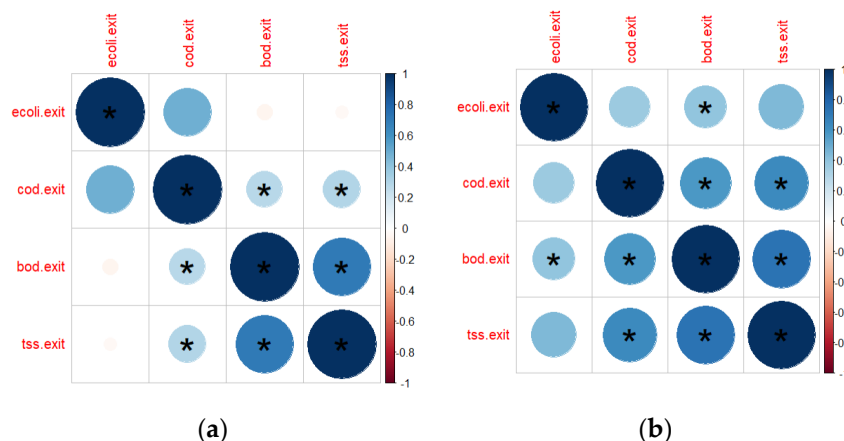 ecoli.exit
cod.exit
bod.exit
tss.exit
ecoli.exit *
cod.exit * * *
bod.exit * * *
tss.exit * * *
1
0.8
0.6
0.4
0.2
0
-0.2
-0.4
-0.6
-0.8
-1
(a)
ecoli.exit
cod.exit
bod.exit
tss.exit
ecoli.exit * *
cod.exit * * *
bod.exit * * * *
tss.exit * * *
(b)